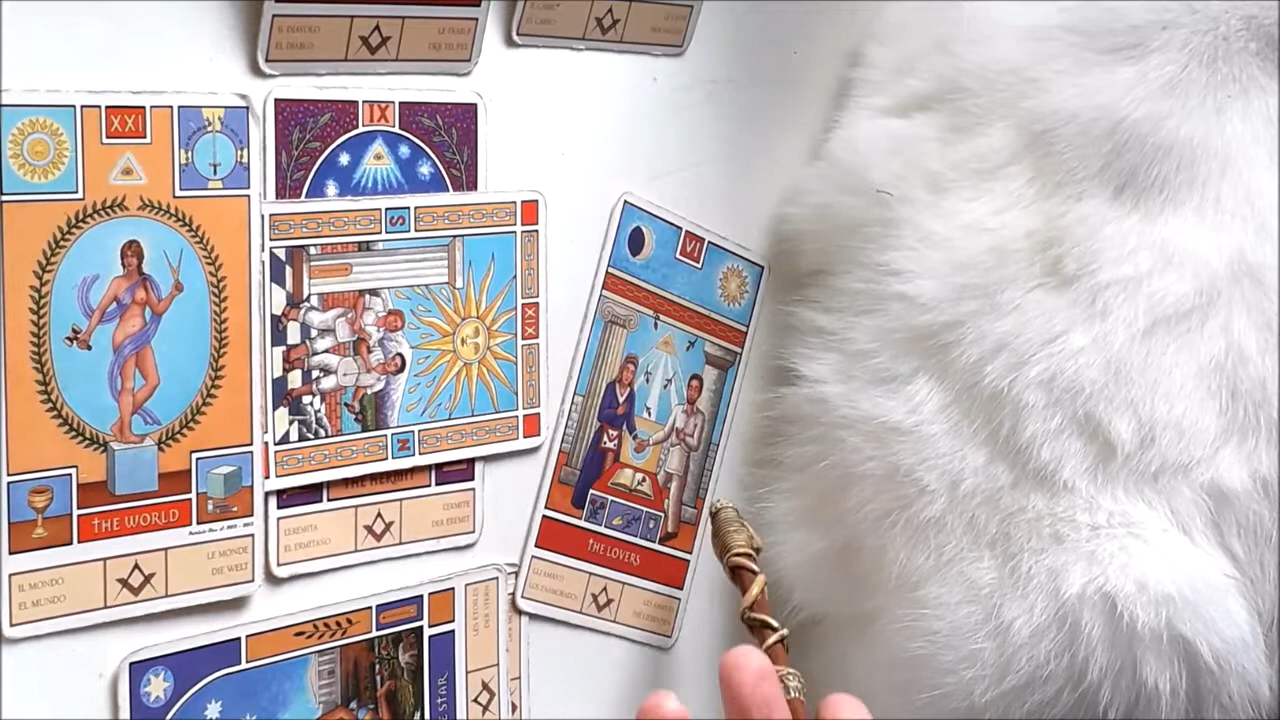 IL DIAVOLO
EL DIABLO
LE DIABLE
DER TEUFEL
EL CARRO
XXI
THE WORLD
IL MONDO
EL MUNDO
LE MONDE
DIE WELT
IX
THE HERMIT
L'EREMITA
EL ERMITAÑO
L'ERMITE
DER EREMIT
S
XIX
N
VI
THE LOVERS
GLI AMANTI
LOS ENAMORADOS
LES AMANTS
DIE LIEBENDEN
LES ETOILES
DER STERN
E STAR